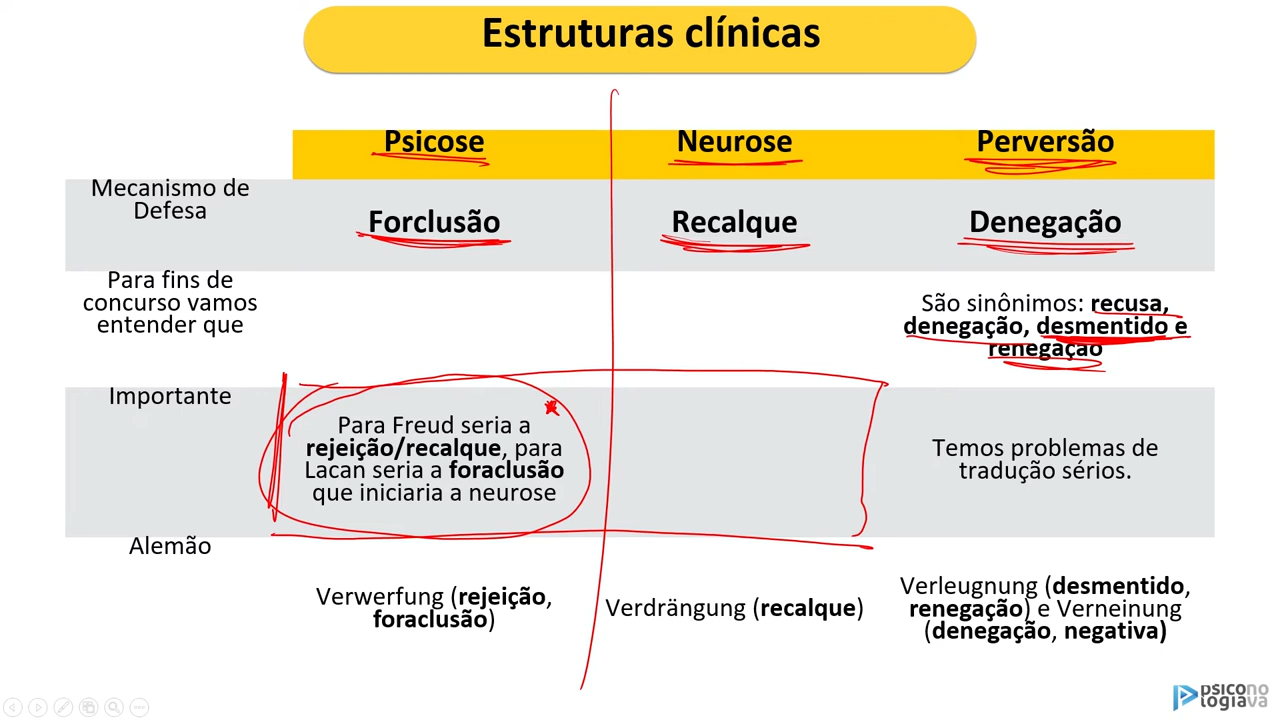 Estruturas clínicas
Psicose
Neurose
Perversão
Mecanismo de
Defesa
Forclusão
Recalque
Denegação
Para fins de
concurso vamos
entender que
São sinônimos: recusa,
denegação, desmentido e
renegação
Importante
Para Freud seria a
rejeição/recalque, para
Lacan seria a foraclusão
que iniciaria a neurose
Temos problemas de
tradução sérios.
Alemão
Verwerfung (rejeição,
foraclusão)
Verdrängung (recalque)
Verleugnung (desmentido,
renegação) e Verneinung
(denegação, negativa)
psicono
logiava